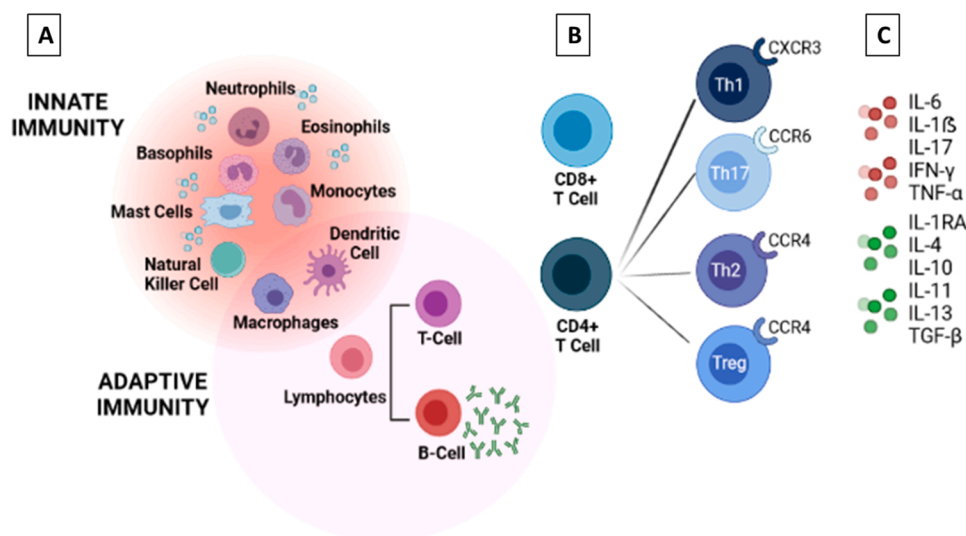 A
INNATE
IMMUNITY
Neutrophils
Eosinophils
Basophils
Monocytes
Mast Cells
Dendritic
Cell
Natural
Killer Cell
Macrophages
ADAPTIVE
IMMUNITY
Lymphocytes
T-Cell
B-Cell
B
CD8+
T Cell
CD4+
T Cell
CXCR3
Th1
CCR6
Th17
CCR4
Th2
CCR4
Treg
C
IL-6
IL-1ß
IL-17
IFN-γ
TNF-α
IL-1RA
IL-4
IL-10
IL-11
IL-13
TGF-β